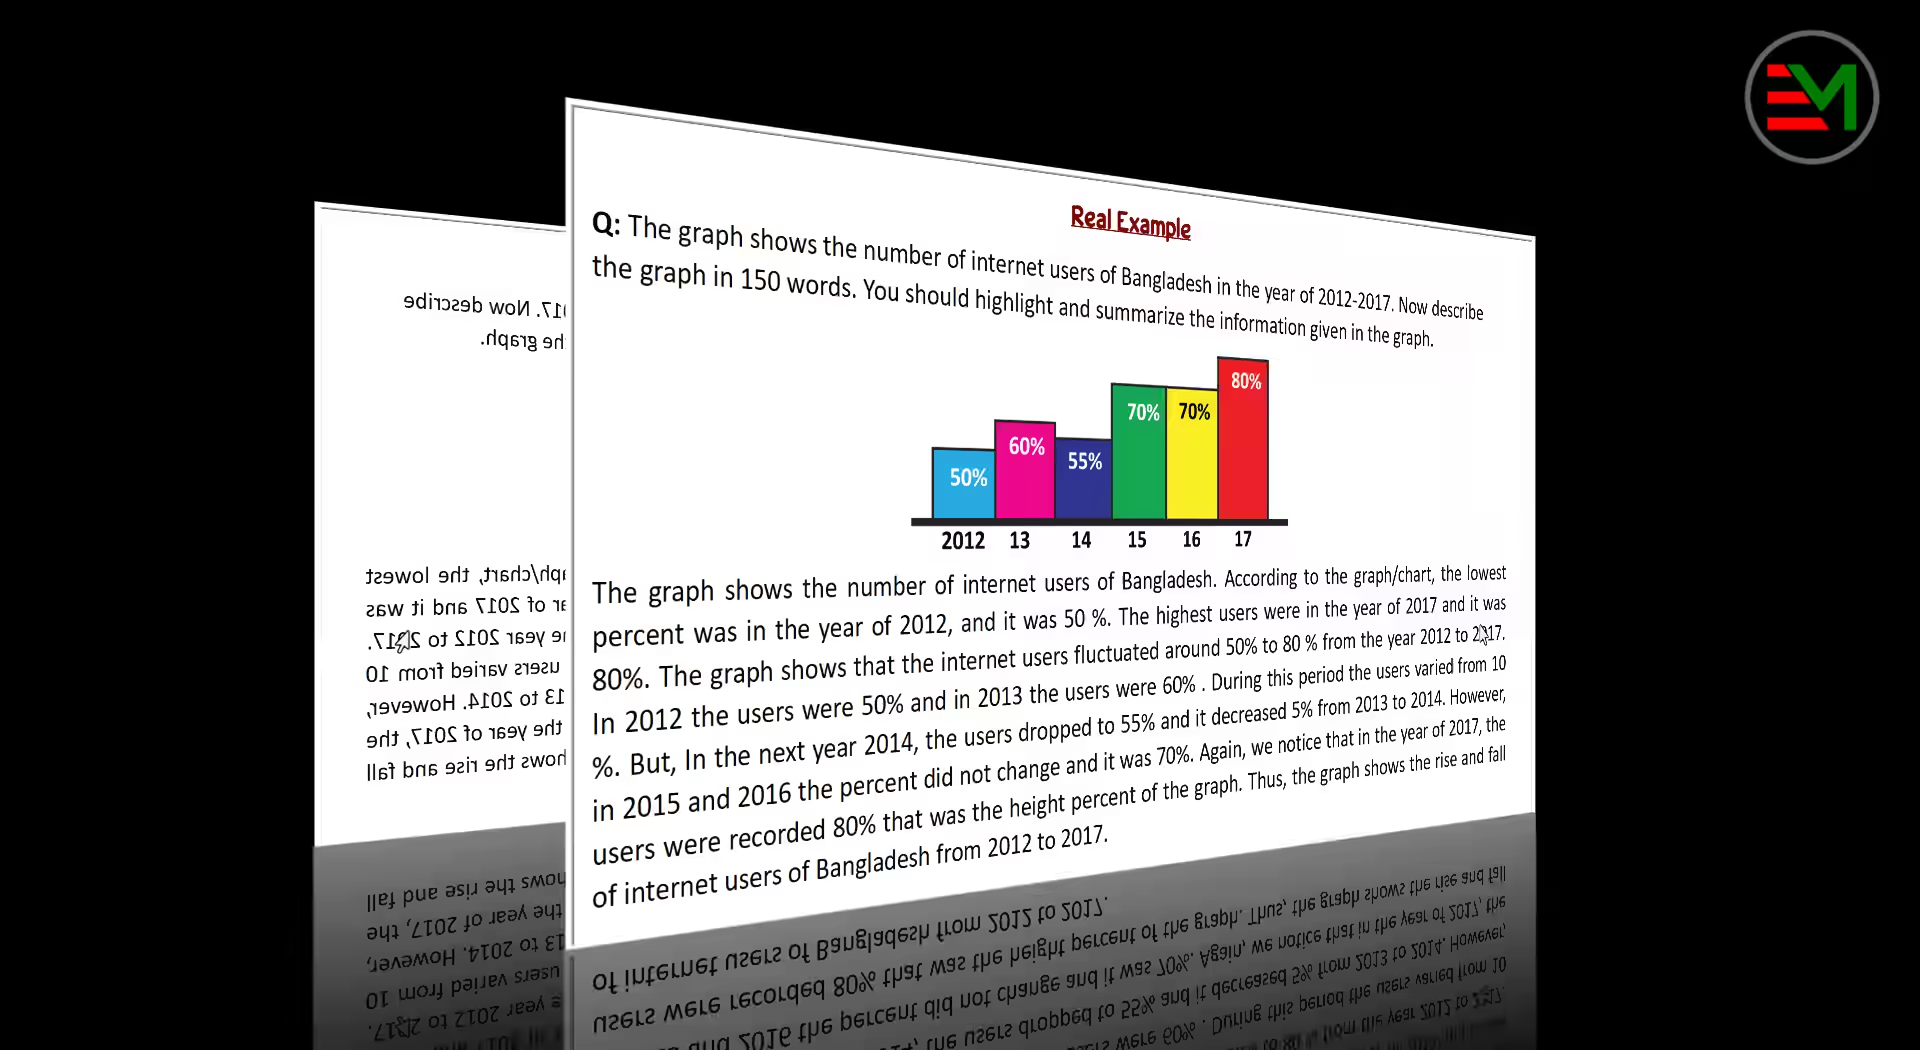 EM
Real Example
Q: The graph shows the number of internet users of Bangladesh in the year of 2012-2017. Now describe
the graph in 150 words. You should highlight and summarize the information given in the graph.
50%
60%
55%
70%
70%
80%
2012 13 14 15 16 17
The graph shows the number of internet users of Bangladesh. According to the graph/chart, the lowest
percent was in the year of 2012, and it was 50 %. The highest users were in the year of 2017 and it was
80%. The graph shows that the internet users fluctuated around 50% to 80 % from the year 2012 to 2017.
In 2012 the users were 50% and in 2013 the users were 60% . During this period the users varied from 10
%. But, In the next year 2014, the users dropped to 55% and it decreased 5% from 2013 to 2014. However,
in 2015 and 2016 the percent did not change and it was 70%. Again, we notice that in the year of 2017, the
users were recorded 80% that was the height percent of the graph. Thus, the graph shows the rise and fall
of internet users of Bangladesh from 2012 to 2017.